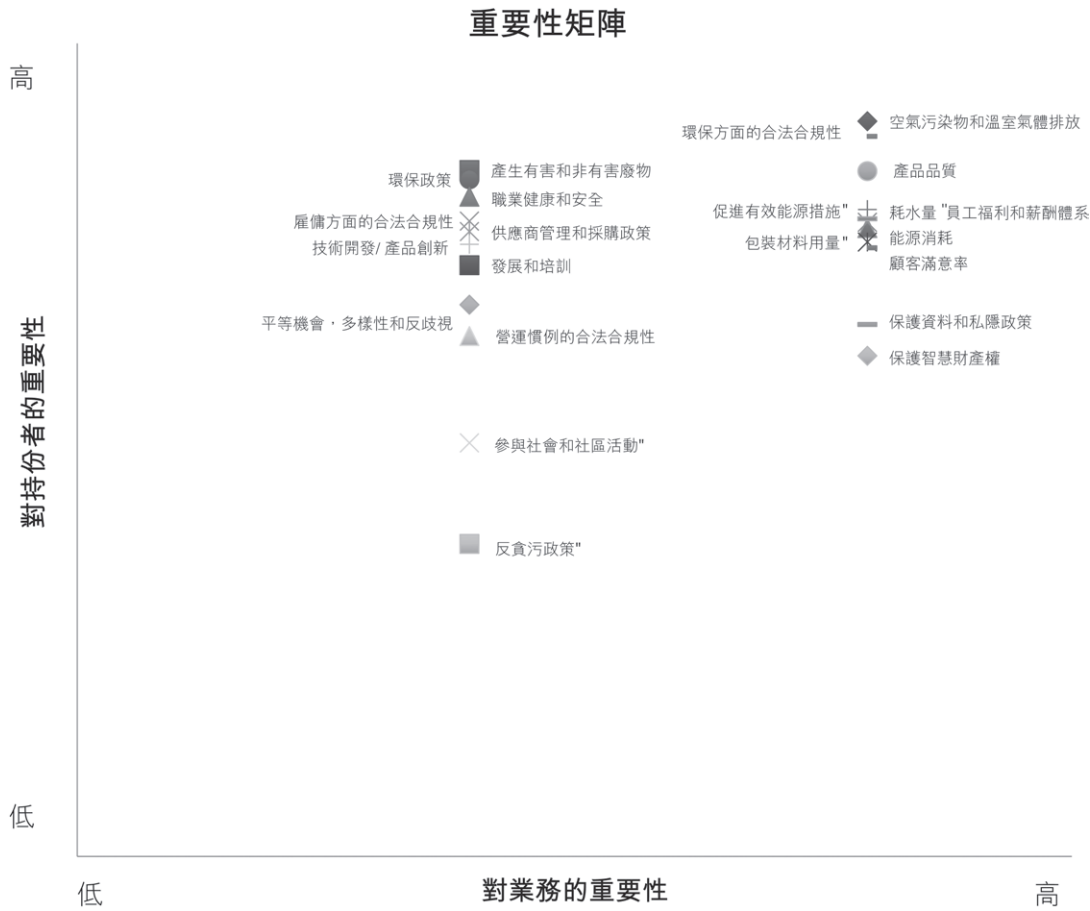 重要性矩陣
高
環保方面的合法合規性
空氣污染物和溫室氣體排放
環保政策
產生有害和非有害廢物
產品品質
職業健康和安全
促進有效能源措施"
耗水量 "員工福利和薪酬體系
雇傭方面的合法合規性
供應商管理和採購政策
包裝材料用量"
能源消耗
技術開發/ 產品創新
發展和培訓
顧客滿意率
平等機會,多樣性和反歧視
營運慣例的合法合規性
保護資料和私隱政策
保護智慧財產權
對持份者的重要性
參與社會和社區活動"
反貪污政策"
低
低
對業務的重要性
高